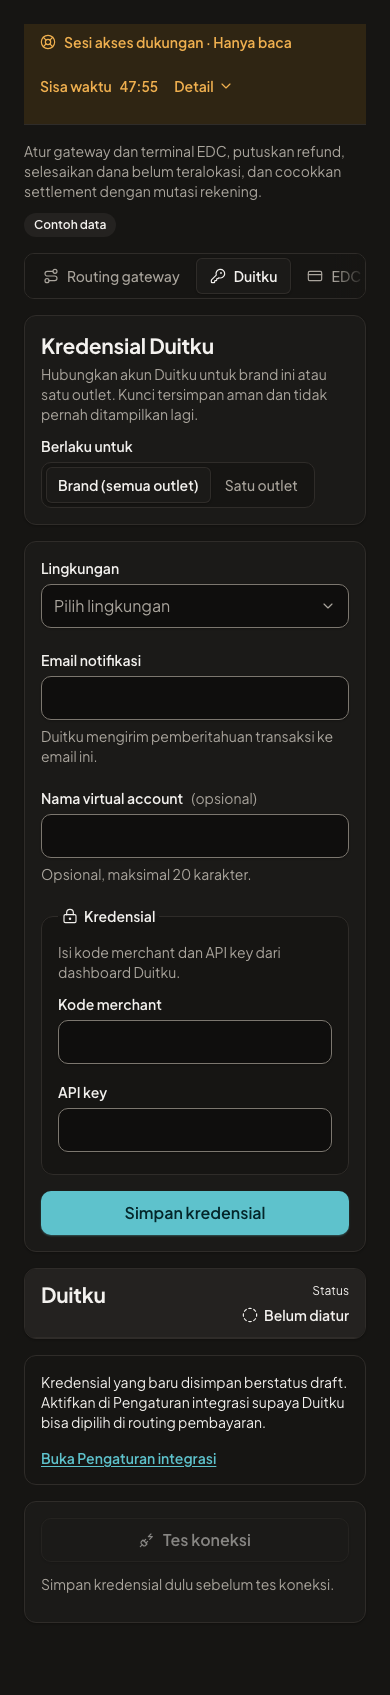 Sesi akses dukungan · Hanya baca
Sisa waktu 47:55 Detail
Atur gateway dan terminal EDC, putuskan refund,
selesaikan dana belum teralokasi, dan cocokkan
settlement dengan mutasi rekening.
Contoh data
Routing gateway Duitku EDC
Kredensial Duitku
Hubungkan akun Duitku untuk brand ini atau
satu outlet. Kunci tersimpan aman dan tidak
pernah ditampilkan lagi.
Berlaku untuk
Brand (semua outlet) Satu outlet
Lingkungan
Pilih lingkungan
Email notifikasi
Duitku mengirim pemberitahuan transaksi ke
email ini.
Nama virtual account (opsional)
Opsional, maksimal 20 karakter.
Kredensial
Isi kode merchant dan API key dari
dashboard Duitku.
Kode merchant
API key
Simpan kredensial
Duitku
Status
Belum diatur
Kredensial yang baru disimpan berstatus draft.
Aktifkan di Pengaturan integrasi supaya Duitku
bisa dipilih di routing pembayaran.
Buka Pengaturan integrasi
Tes koneksi
Simpan kredensial dulu sebelum tes koneksi.